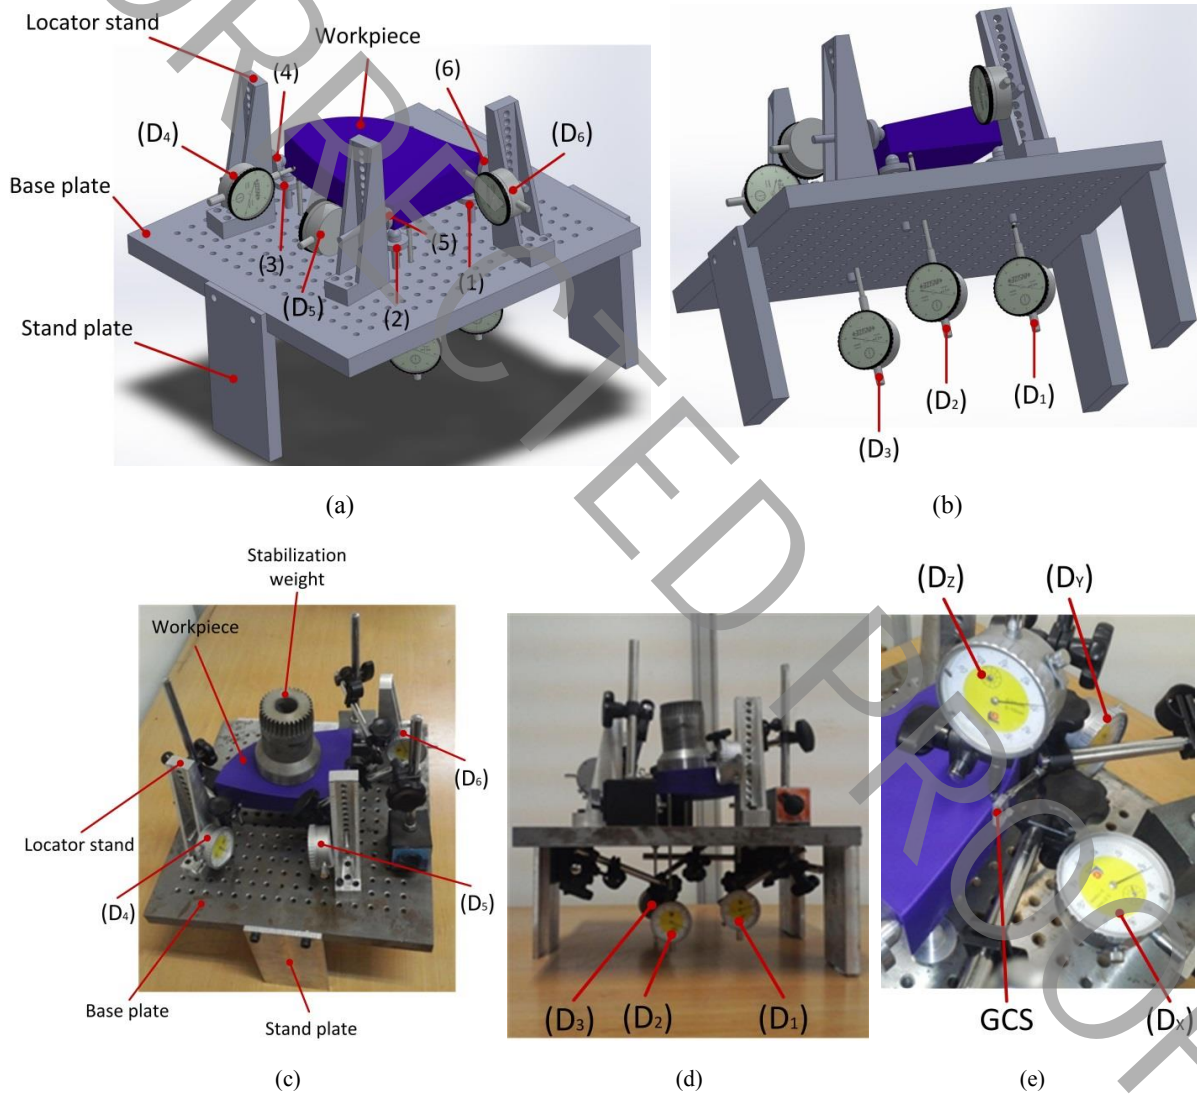 Locator stand
Workpiece
(4)
(6)
(D4)
(D6)
Base plate
(3)
(5)
(1)
(D5)
(2)
Stand plate
(D2)
(D1)
(D3)
(a)
(b)
Stabilization
weight
Workpiece
(D6)
Locator stand
(D4)
(D5)
Base plate
Stand plate
(D3)
(D2)
(D1)
(DZ)
(DY)
GCS
(DX)
(c)
(d)
(e)